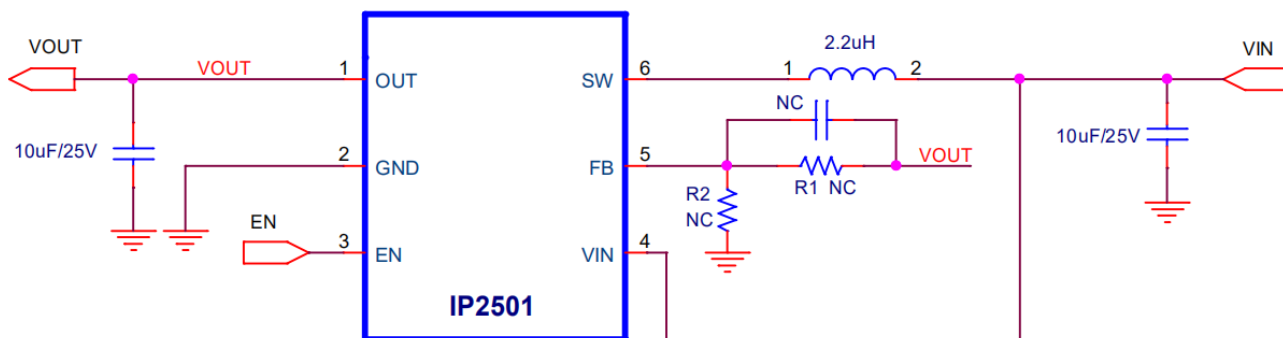 VOUT
VOUT
1
OUT
SW
6
1
2.2uH
2
VIN
10uF/25V
NC
10uF/25V
2
GND
FB
5
R1 NC
VOUT
R2
NC
EN
3
EN
VIN
4
IP2501